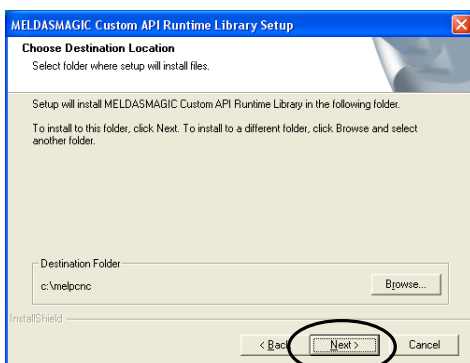 MELDASMAGIC Custom API Runtime Library Setup
Choose Destination Location
Select folder where setup will install files.
Setup will install MELDASMAGIC Custom API Runtime Library in the following folder.
To install to this folder, click Next. To install to a different folder, click Browse and select
another folder.
Destination Folder
c:\melpcnc
Browse...
InstallShield
< Back
Next >
Cancel